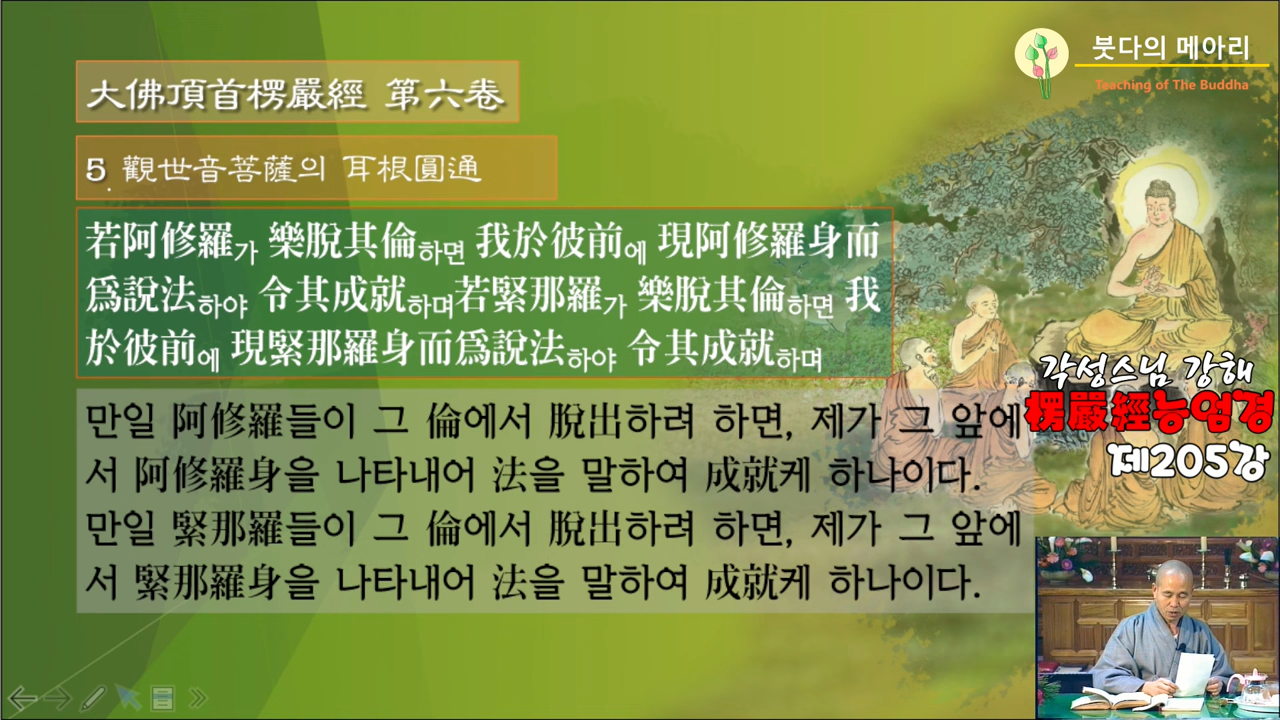 붓다의 메아리
Teaching of The Buddha
大佛頂首楞嚴經 第六卷
5. 觀世音菩薩의 耳根圓通
若阿修羅가 樂脫其倫하면 我於彼前에 現阿修羅身而
爲說法하야 令其成就하며若緊那羅가 樂脫其倫하면 我
於彼前에 現緊那羅身而爲說法하야 令其成就하며
만일 阿修羅들이 그 倫에서 脫出하려 하면, 제가 그 앞에
서 阿修羅身을 나타내어 法을 말하여 成就케 하나이다.
만일 緊那羅들이 그 倫에서 脫出하려 하면, 제가 그 앞에
서 緊那羅身을 나타내어 法을 말하여 成就케 하나이다.
각성스님 강해
楞嚴經능엄경
제205강